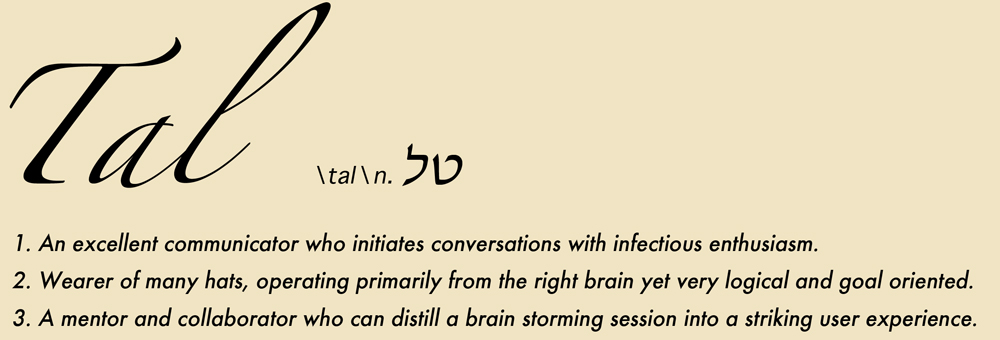 Tal
\tal\ n. טל
1. An excellent communicator who initiates conversations with infectious enthusiasm.
2. Wearer of many hats, operating primarily from the right brain yet very logical and goal oriented.
3. A mentor and collaborator who can distill a brain storming session into a striking user experience.